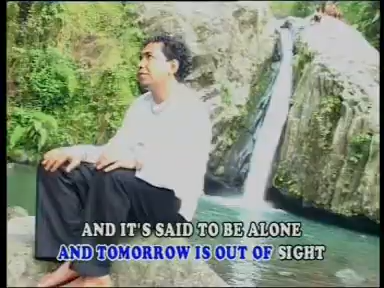 AND IT'S SAID TO BE ALONE
AND TOMORROW IS OUT OF SIGHT